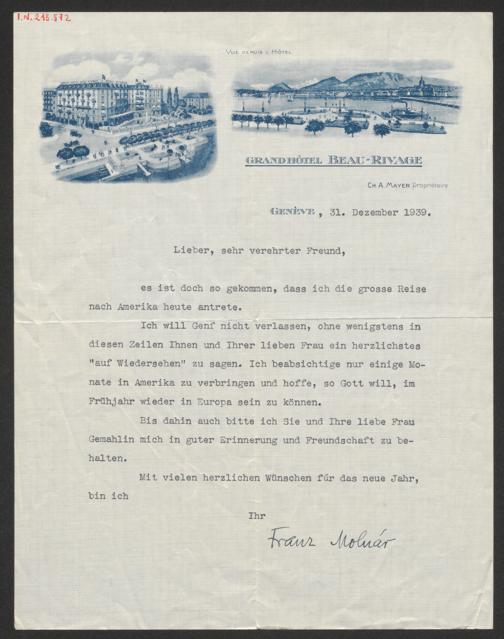 I.N. 218.572
VUE DEPUIS L'HÔTEL
GRAND HÔTEL BEAU-RIVAGE
CH. A. MAYER Propriétaire
GENÈVE, 31. Dezember 1939.
Lieber, sehr verehrter Freund,
es ist doch so gekommen, dass ich die grosse Reise
nach Amerika heute antrete.
Ich will Genf nicht verlassen, ohne wenigstens in
diesen Zeilen Ihnen und Ihrer lieben Frau ein herzlichstes
"auf Wiedersehen" zu sagen. Ich beabsichtige nur einige Mo-
nate in Amerika zu verbringen und hoffe, so Gott will, im
Frühjahr wieder in Europa sein zu können.
Bis dahin auch bitte ich Sie und Ihre liebe Frau
Gemahlin mich in guter Erinnerung und Freundschaft zu be-
halten.
Mit vielen herzlichen Wünschen für das neue Jahr,
bin ich
Ihr
Franz Molnár